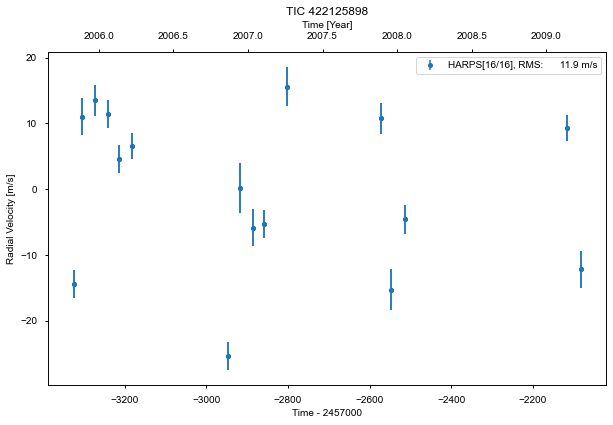 TIC 422125898
Time [Year]
2006.0 2006.5 2007.0 2007.5 2008.0 2008.5 2009.0
HARPS[16/16], RMS: 11.9 m/s
20
10
0
−10
−20
Radial Velocity [m/s]
−3200 −3000 −2800 −2600 −2400 −2200
Time - 2457000